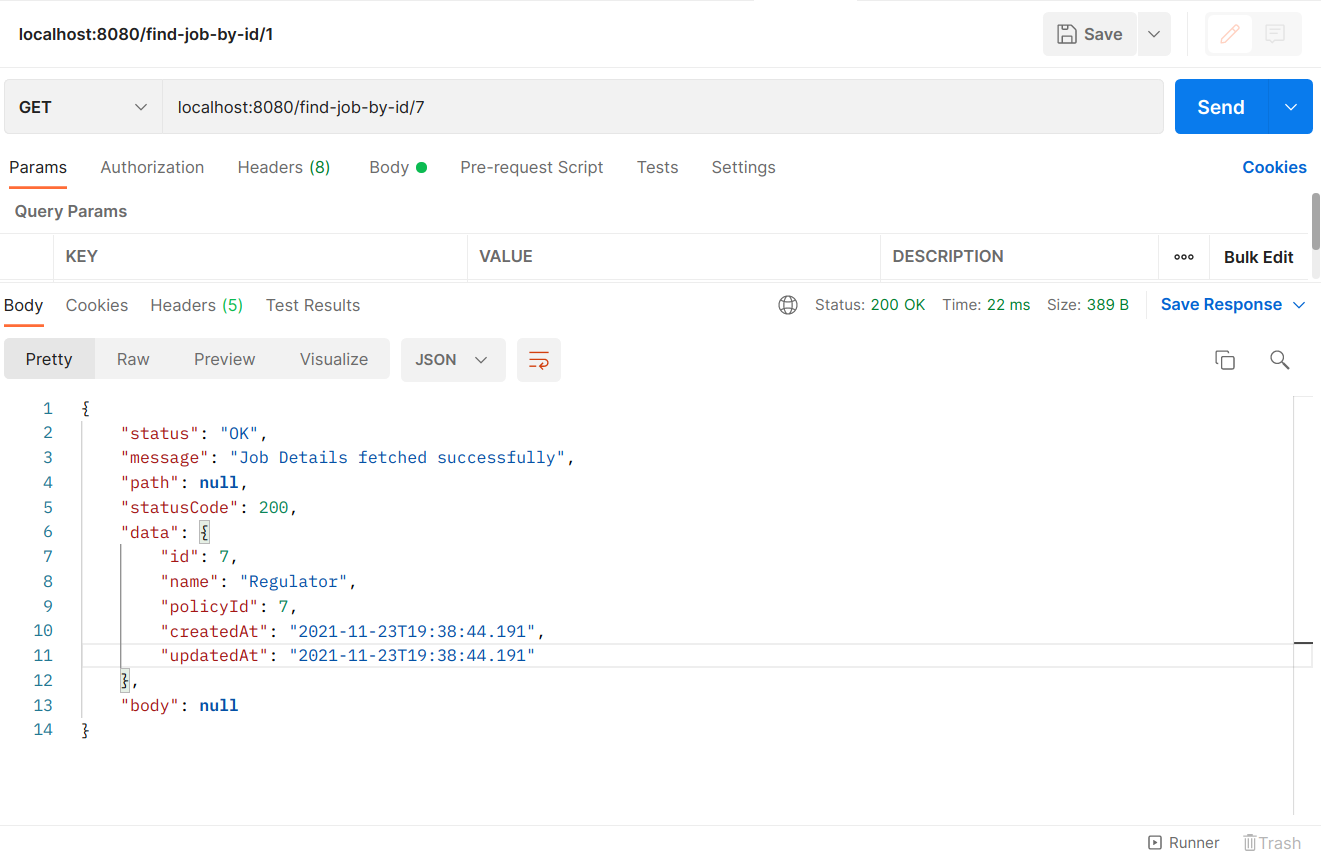 localhost:8080/find-job-by-id/1
Save
GET localhost:8080/find-job-by-id/7 Send
Params Authorization Headers (8) Body Pre-request Script Tests Settings Cookies
Query Params
KEY VALUE DESCRIPTION ooo Bulk Edit
Body Cookies Headers (5) Test Results Status: 200 OK Time: 22 ms Size: 389 B Save Response
Pretty Raw Preview Visualize JSON
1 {
2 "status": "OK",
3 "message": "Job Details fetched successfully",
4 "path": null,
5 "statusCode": 200,
6 "data": {
7 "id": 7,
8 "name": "Regulator",
9 "policyId": 7,
10 "createdAt": "2021-11-23T19:38:44.191",
11 "updatedAt": "2021-11-23T19:38:44.191"
12 },
13 "body": null
14 }
Runner Trash